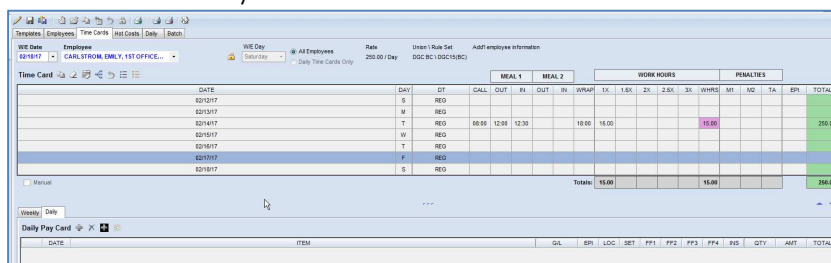 Templates Employees Time Cards Hot Costs Daily Batch
W/E Date Employee W/E Day All Employees Rate Union \ Rule Set Add'l employee information
02/18/17 CARLSTROM, EMILY, 1ST OFFICE... Saturday Daily Time Cards Only 250.00 / Day DGC BC \ DGC15(BC)
Time Card MEAL 1 MEAL 2 WORK HOURS PENALTIES
DATE DAY DT CALL OUT IN OUT IN WRAP 1X 1.5X 2X 2.5X 3X WHRS M1 M2 TA EPI TOTAL
02/12/17 S REG
02/13/17 M REG
02/14/17 T REG 08:00 12:00 12:30 18:00 15.00 15.00 250.0
02/15/17 W REG
02/16/17 T REG
02/17/17 F REG
02/18/17 S REG
Manual Totals: 15.00 15.00 250.0
Weekly Daily
Daily Pay Card
DATE ITEM G/L EPI LOC SET FF1 FF2 FF3 FF4 INS QTY AMT TOTAL